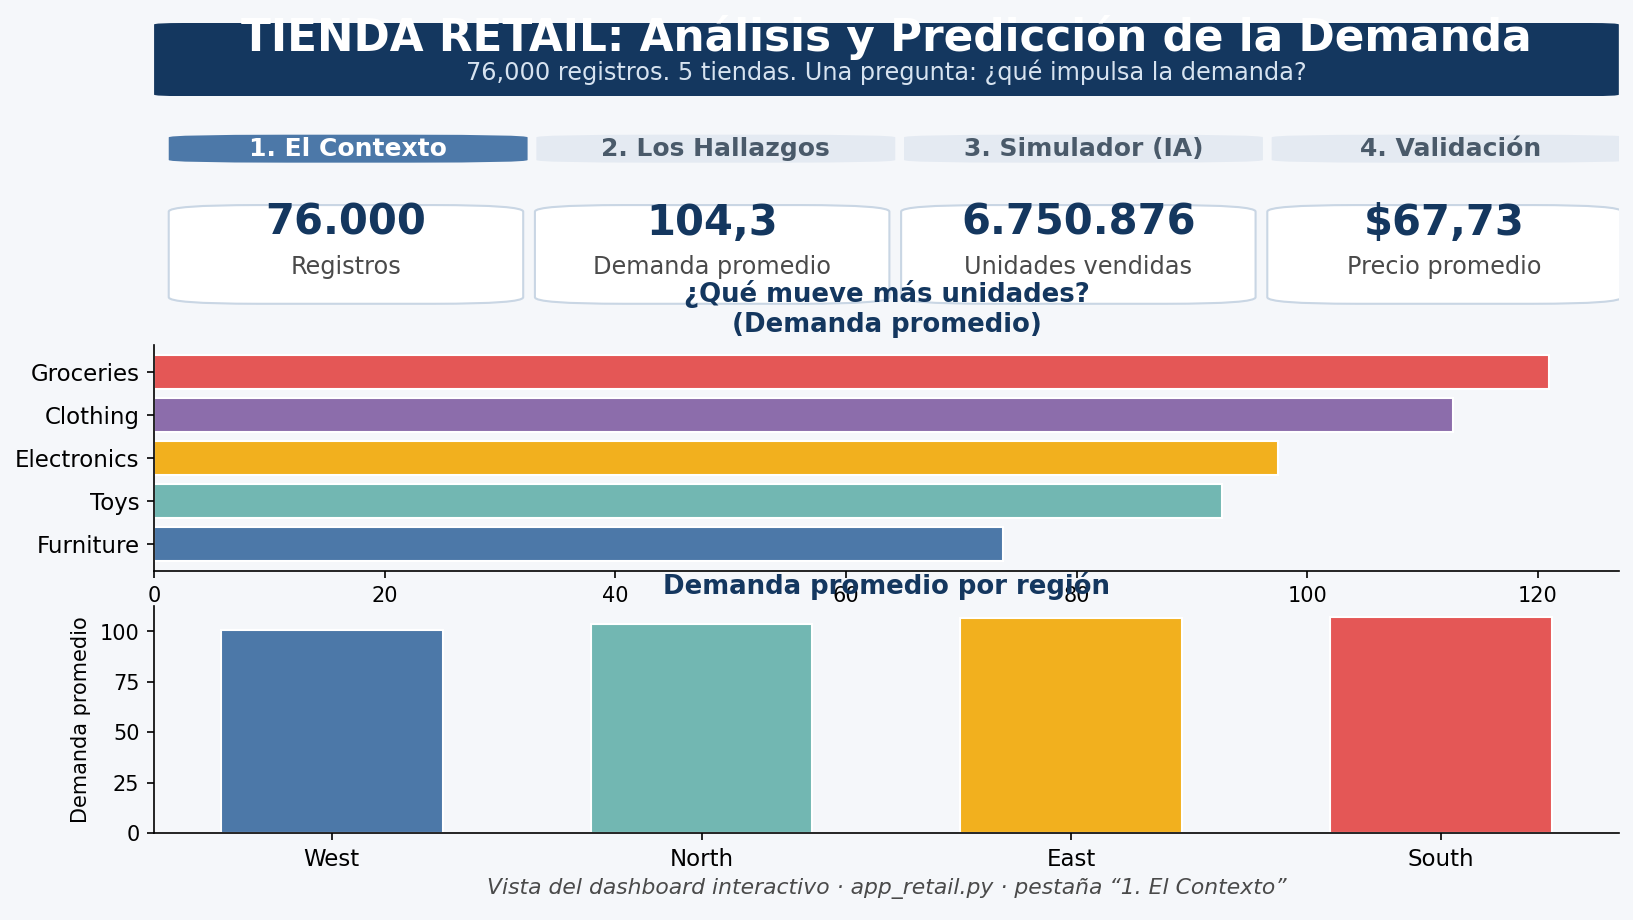 TIENDA RETAIL: Análisis y Predicción de la Demanda
76,000 registros. 5 tiendas. Una pregunta: ¿qué impulsa la demanda?
1. El Contexto
2. Los Hallazgos
3. Simulador (IA)
4. Validación
76.000
Registros
104,3
Demanda promedio
6.750.876
Unidades vendidas
$67,73
Precio promedio
¿Qué mueve más unidades?
(Demanda promedio)
Groceries
Clothing
Electronics
Toys
Furniture
0 20 40 60 80 100 120
Demanda promedio por región
Demanda promedio
100
75
50
25
0
West North East South
Vista del dashboard interactivo · app_retail.py · pestaña “1. El Contexto”